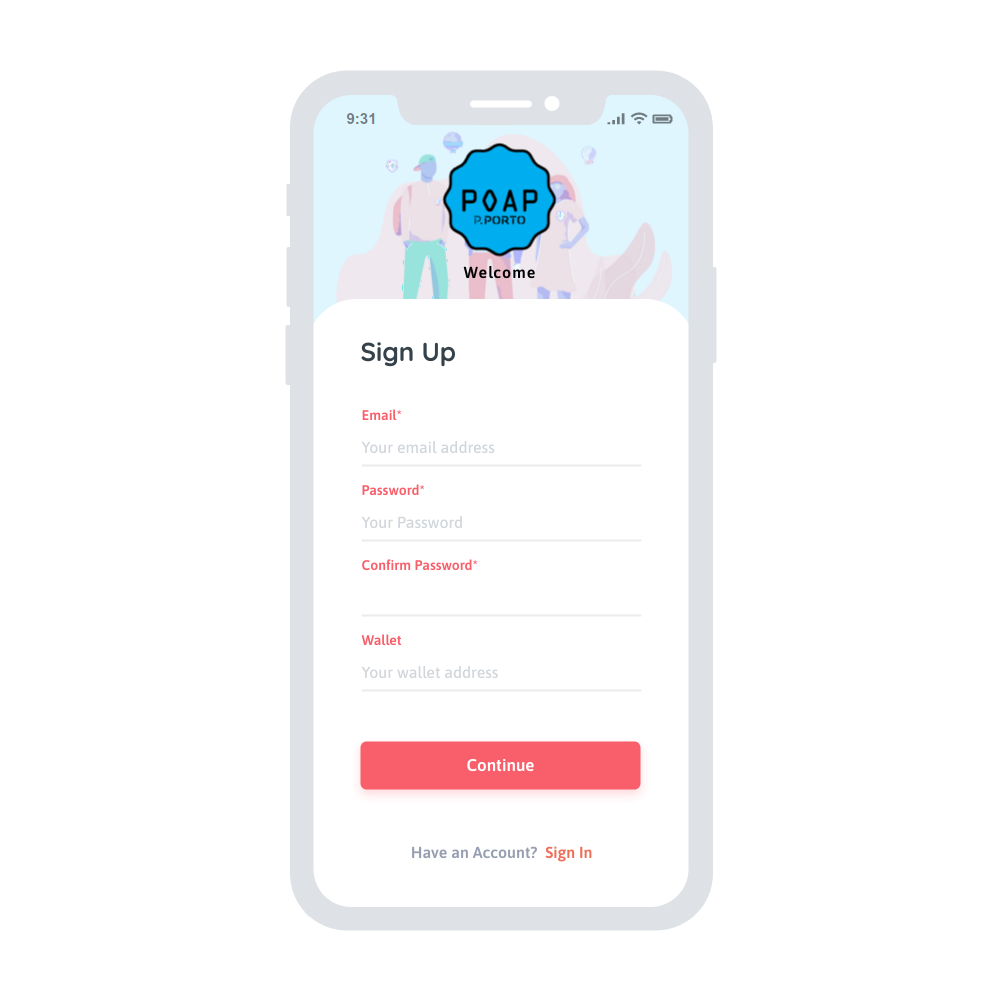 9:31
POAP
P.PORTO
Welcome
Sign Up
Email*
Your email address
Password*
Your Password
Confirm Password*
Wallet
Your wallet address
Continue
Have an Account? Sign In